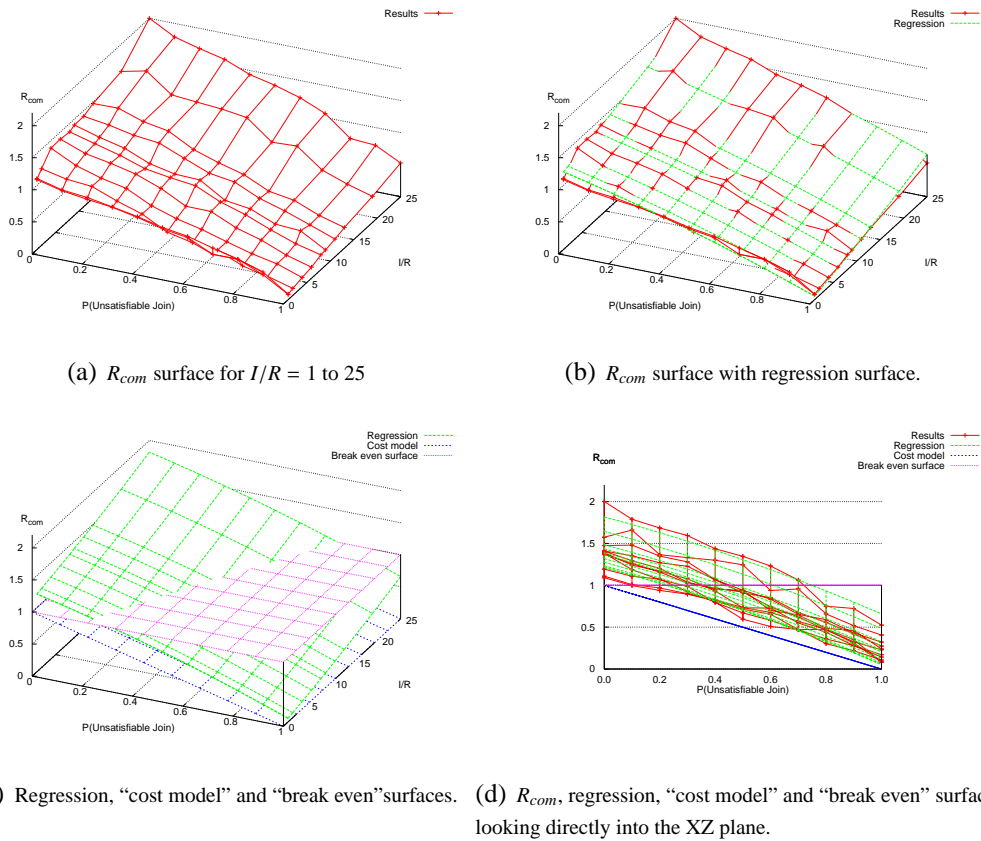 Results
R_com
2
1.5
1
0.5
0
0
0.2
0.4
0.6
0.8
1
P(Unsatisfiable Join)
0
5
10
15
20
25
I/R
(a) R_com surface for I/R = 1 to 25
Results
Regression
R_com
2
1.5
1
0.5
0
0
0.2
0.4
0.6
0.8
1
P(Unsatisfiable Join)
0
5
10
15
20
25
I/R
(b) R_com surface with regression surface.
Regression
Cost model
Break even surface
R_com
2
1.5
1
0.5
0
0
0.2
0.4
0.6
0.8
1
P(Unsatisfiable Join)
0
5
10
15
20
25
I/R
) Regression, “cost model” and “break even”surfaces.
Results
Regression
Cost model
Break even surface
R_com
2
1.5
1
0.5
0
0.0
0.2
0.4
0.6
0.8
1.0
P(Unsatisfiable Join)
(d) R_com, regression, “cost model” and “break even” surfac
looking directly into the XZ plane.